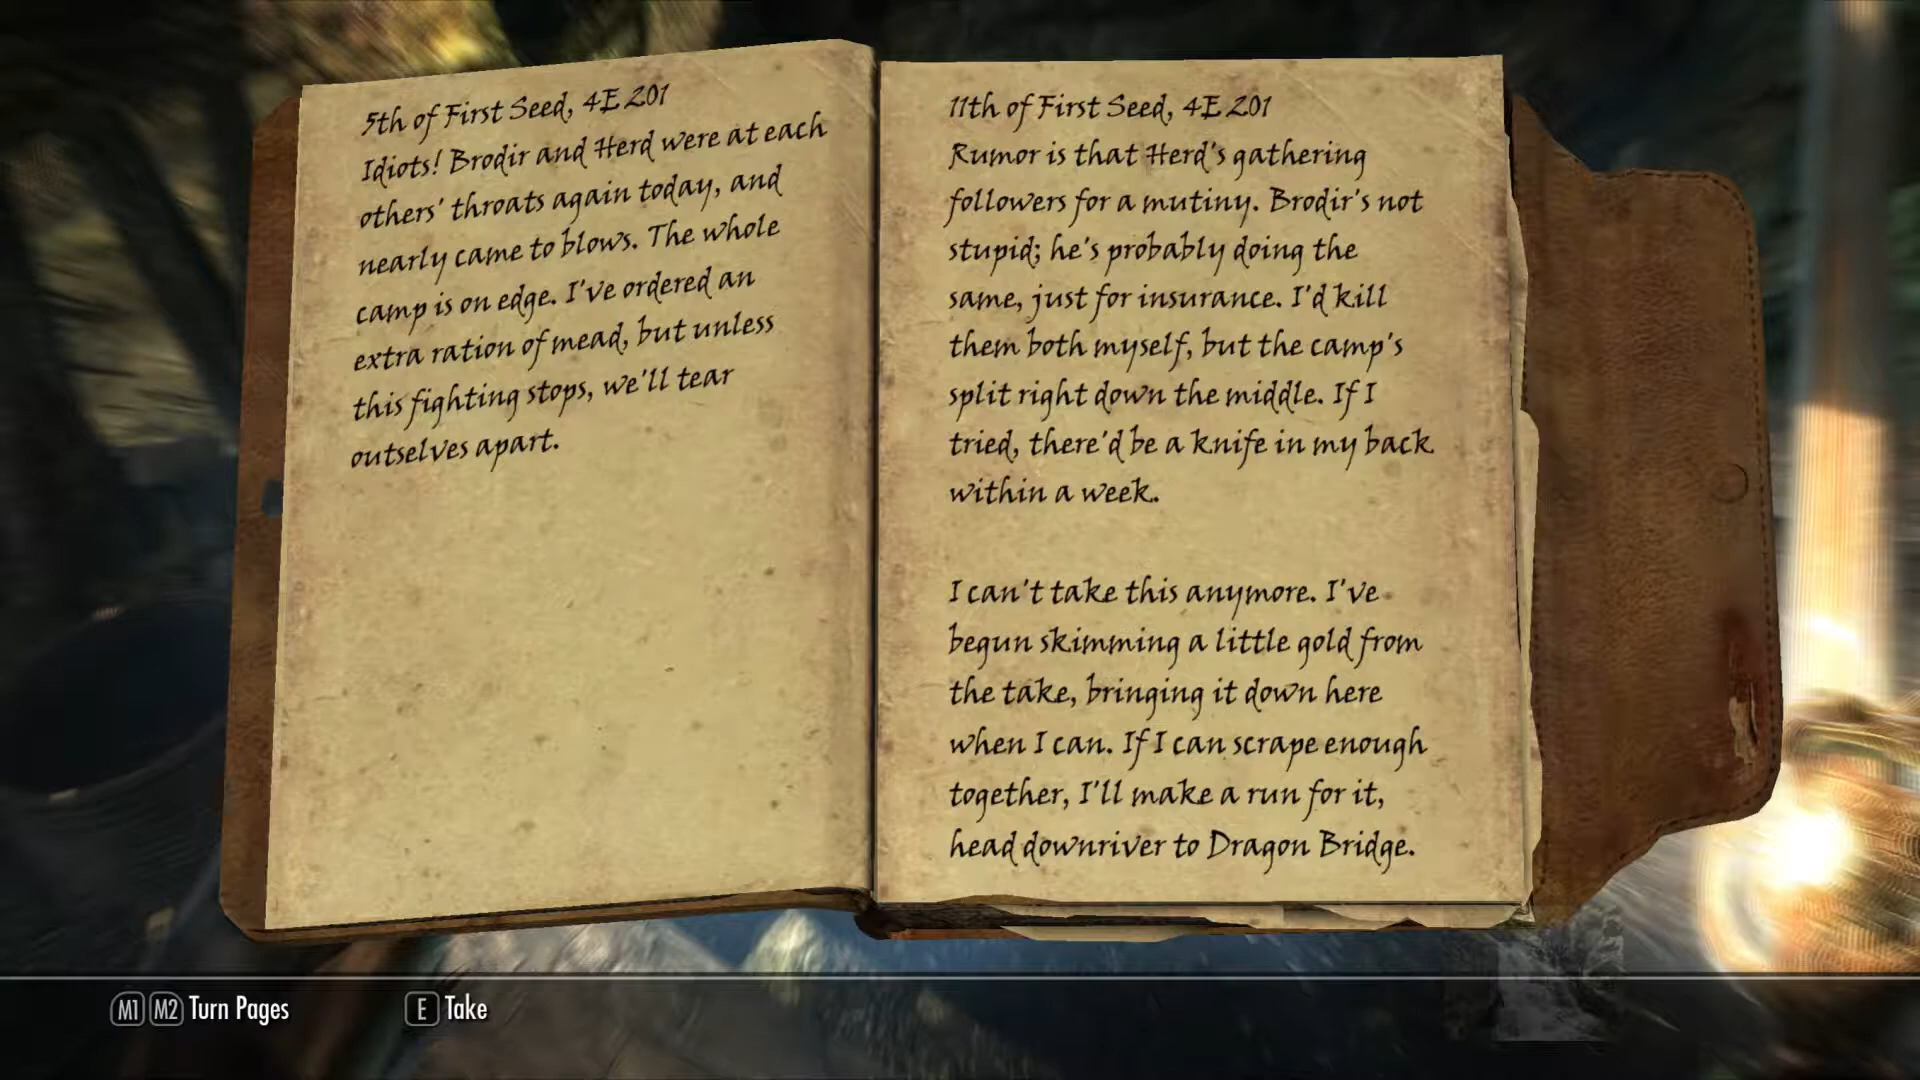 5th of First Seed, 4E 201
Idiots! Brodir and Herd were at each
others' throats again today, and
nearly came to blows. The whole
camp is on edge. I've ordered an
extra ration of mead, but unless
this fighting stops, we'll tear
outselves apart.
11th of First Seed, 4E 201
Rumor is that Herd's gathering
followers for a mutiny. Brodir's not
stupid; he's probably doing the
same, just for insurance. I'd kill
them both myself, but the camp's
split right down the middle. If I
tried, there'd be a knife in my back
within a week.
I can't take this anymore. I've
begun skimming a little gold from
the take, bringing it down here
when I can. If I can scrape enough
together, I'll make a run for it,
head downriver to Dragon Bridge.
M1 M2 Turn Pages
E Take